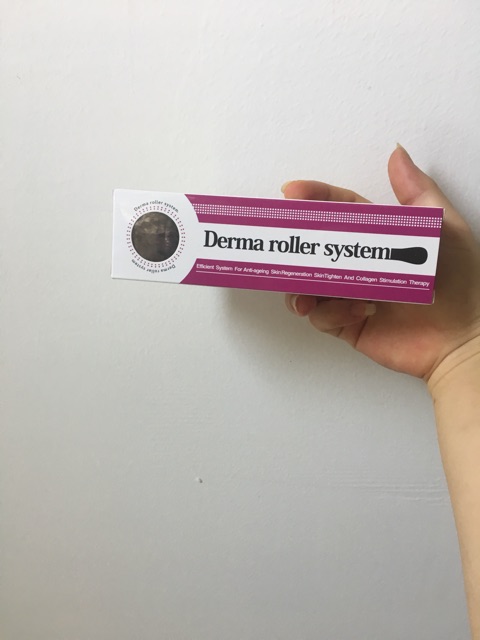 Derma roller system
Derma roller system
Derma roller system
Efficient System For Anti-ageing SkinRegeneration SkinTighten And Collagen Stimulation Therapy